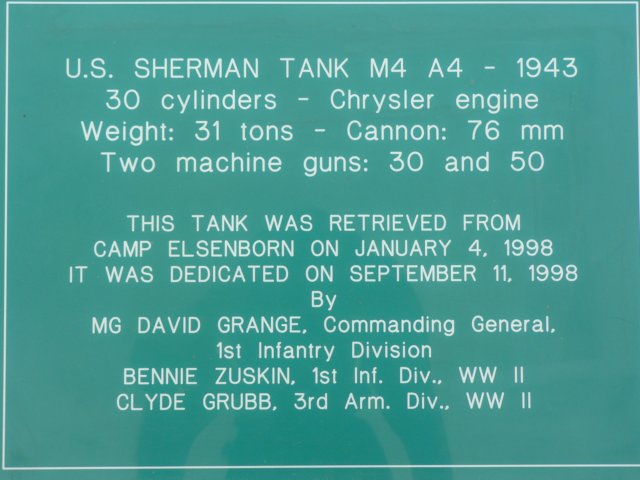 U.S. SHERMAN TANK M4 A4 - 1943
30 cylinders - Chrysler engine
Weight: 31 tons - Cannon: 76 mm
Two machine guns: 30 and 50
THIS TANK WAS RETRIEVED FROM
CAMP ELSENBORN ON JANUARY 4, 1998
IT WAS DEDICATED ON SEPTEMBER 11, 1998
By
MG DAVID GRANGE, Commanding General,
1st Infantry Division
BENNIE ZUSKIN, 1st Inf. Div., WW II
CLYDE GRUBB, 3rd Arm. Div., WW II